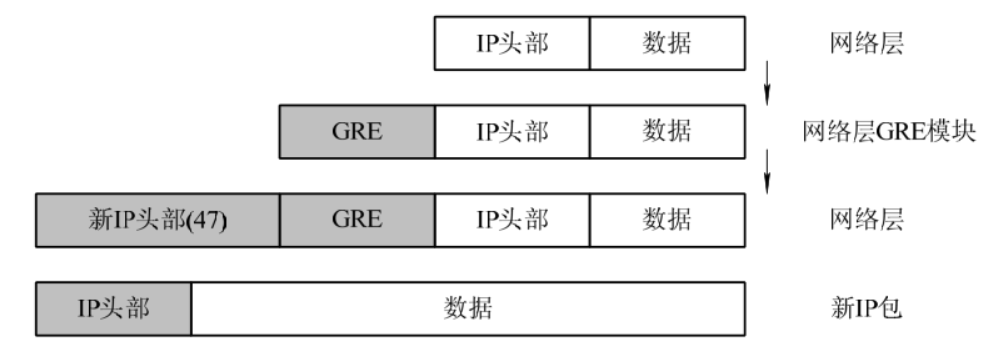 IP头部 数据 网络层
GRE IP头部 数据 网络层GRE模块
新IP头部(47) GRE IP头部 数据 网络层
IP头部 数据 新IP包